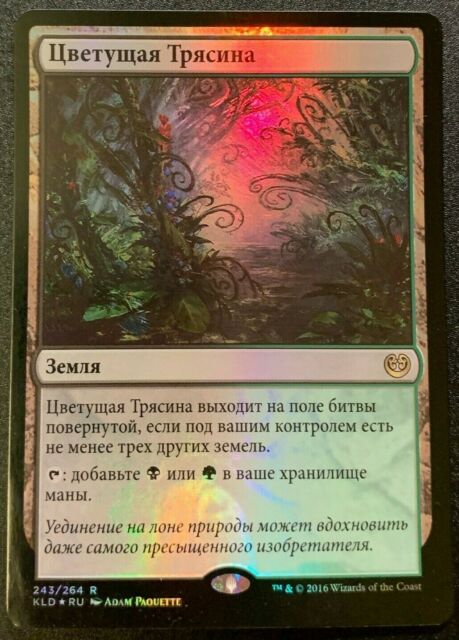 Цветущая Трясина
Земля
Цветущая Трясина выходит на поле битвы
повернутой, если под вашим контролем есть
не менее трех других земель.
: добавьте или в ваше хранилище
маны.
Уединение на лоне природы может вдохновить
даже самого пресыщенного изобретателя.
243/264 R
KLD★RU Adam Paquette
™ & © 2016 Wizards of the Coast